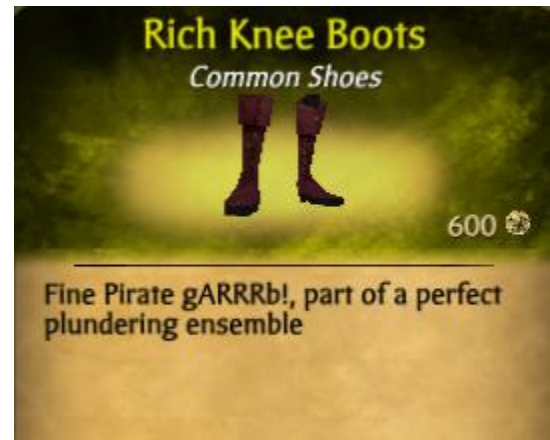 Rich Knee Boots
Common Shoes
600
Fine Pirate gARRRb!, part of a perfect
plundering ensemble